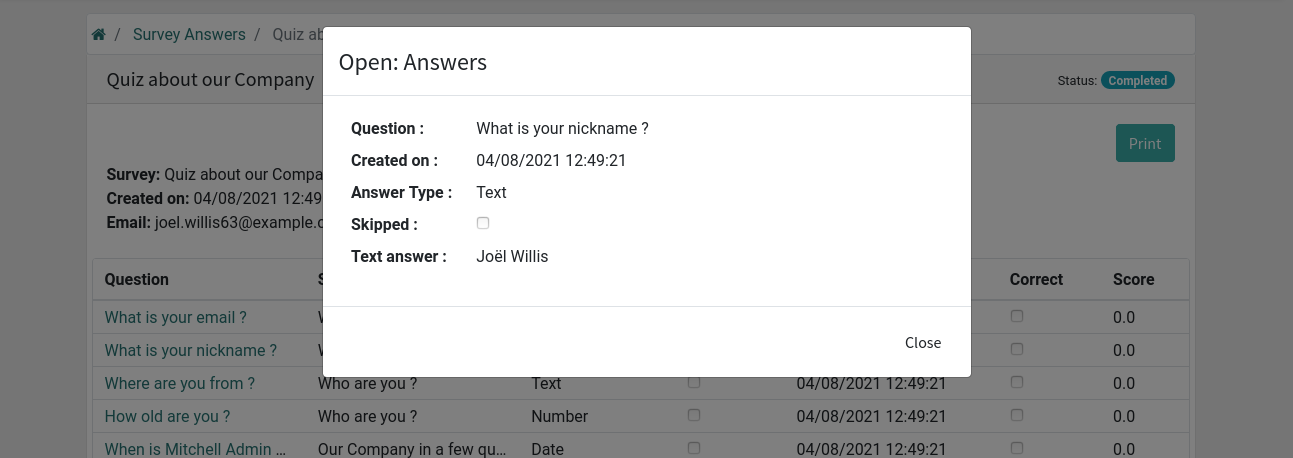 / Survey Answers / Quiz ab
Quiz about our Company
Status: Completed
Print
Survey: Quiz about our Compa
Created on: 04/08/2021 12:49
Email: joel.willis63@example.c
Open: Answers
Question : What is your nickname ?
Created on : 04/08/2021 12:49:21
Answer Type : Text
Skipped :
Text answer : Joël Willis
Close
Question Correct Score
What is your email ? 0.0
What is your nickname ? 0.0
Where are you from ? Who are you ? Text 04/08/2021 12:49:21 0.0
How old are you ? Who are you ? Number 04/08/2021 12:49:21 0.0
When is Mitchell Admin ... Our Company in a few qu... Date 04/08/2021 12:49:21 0.0